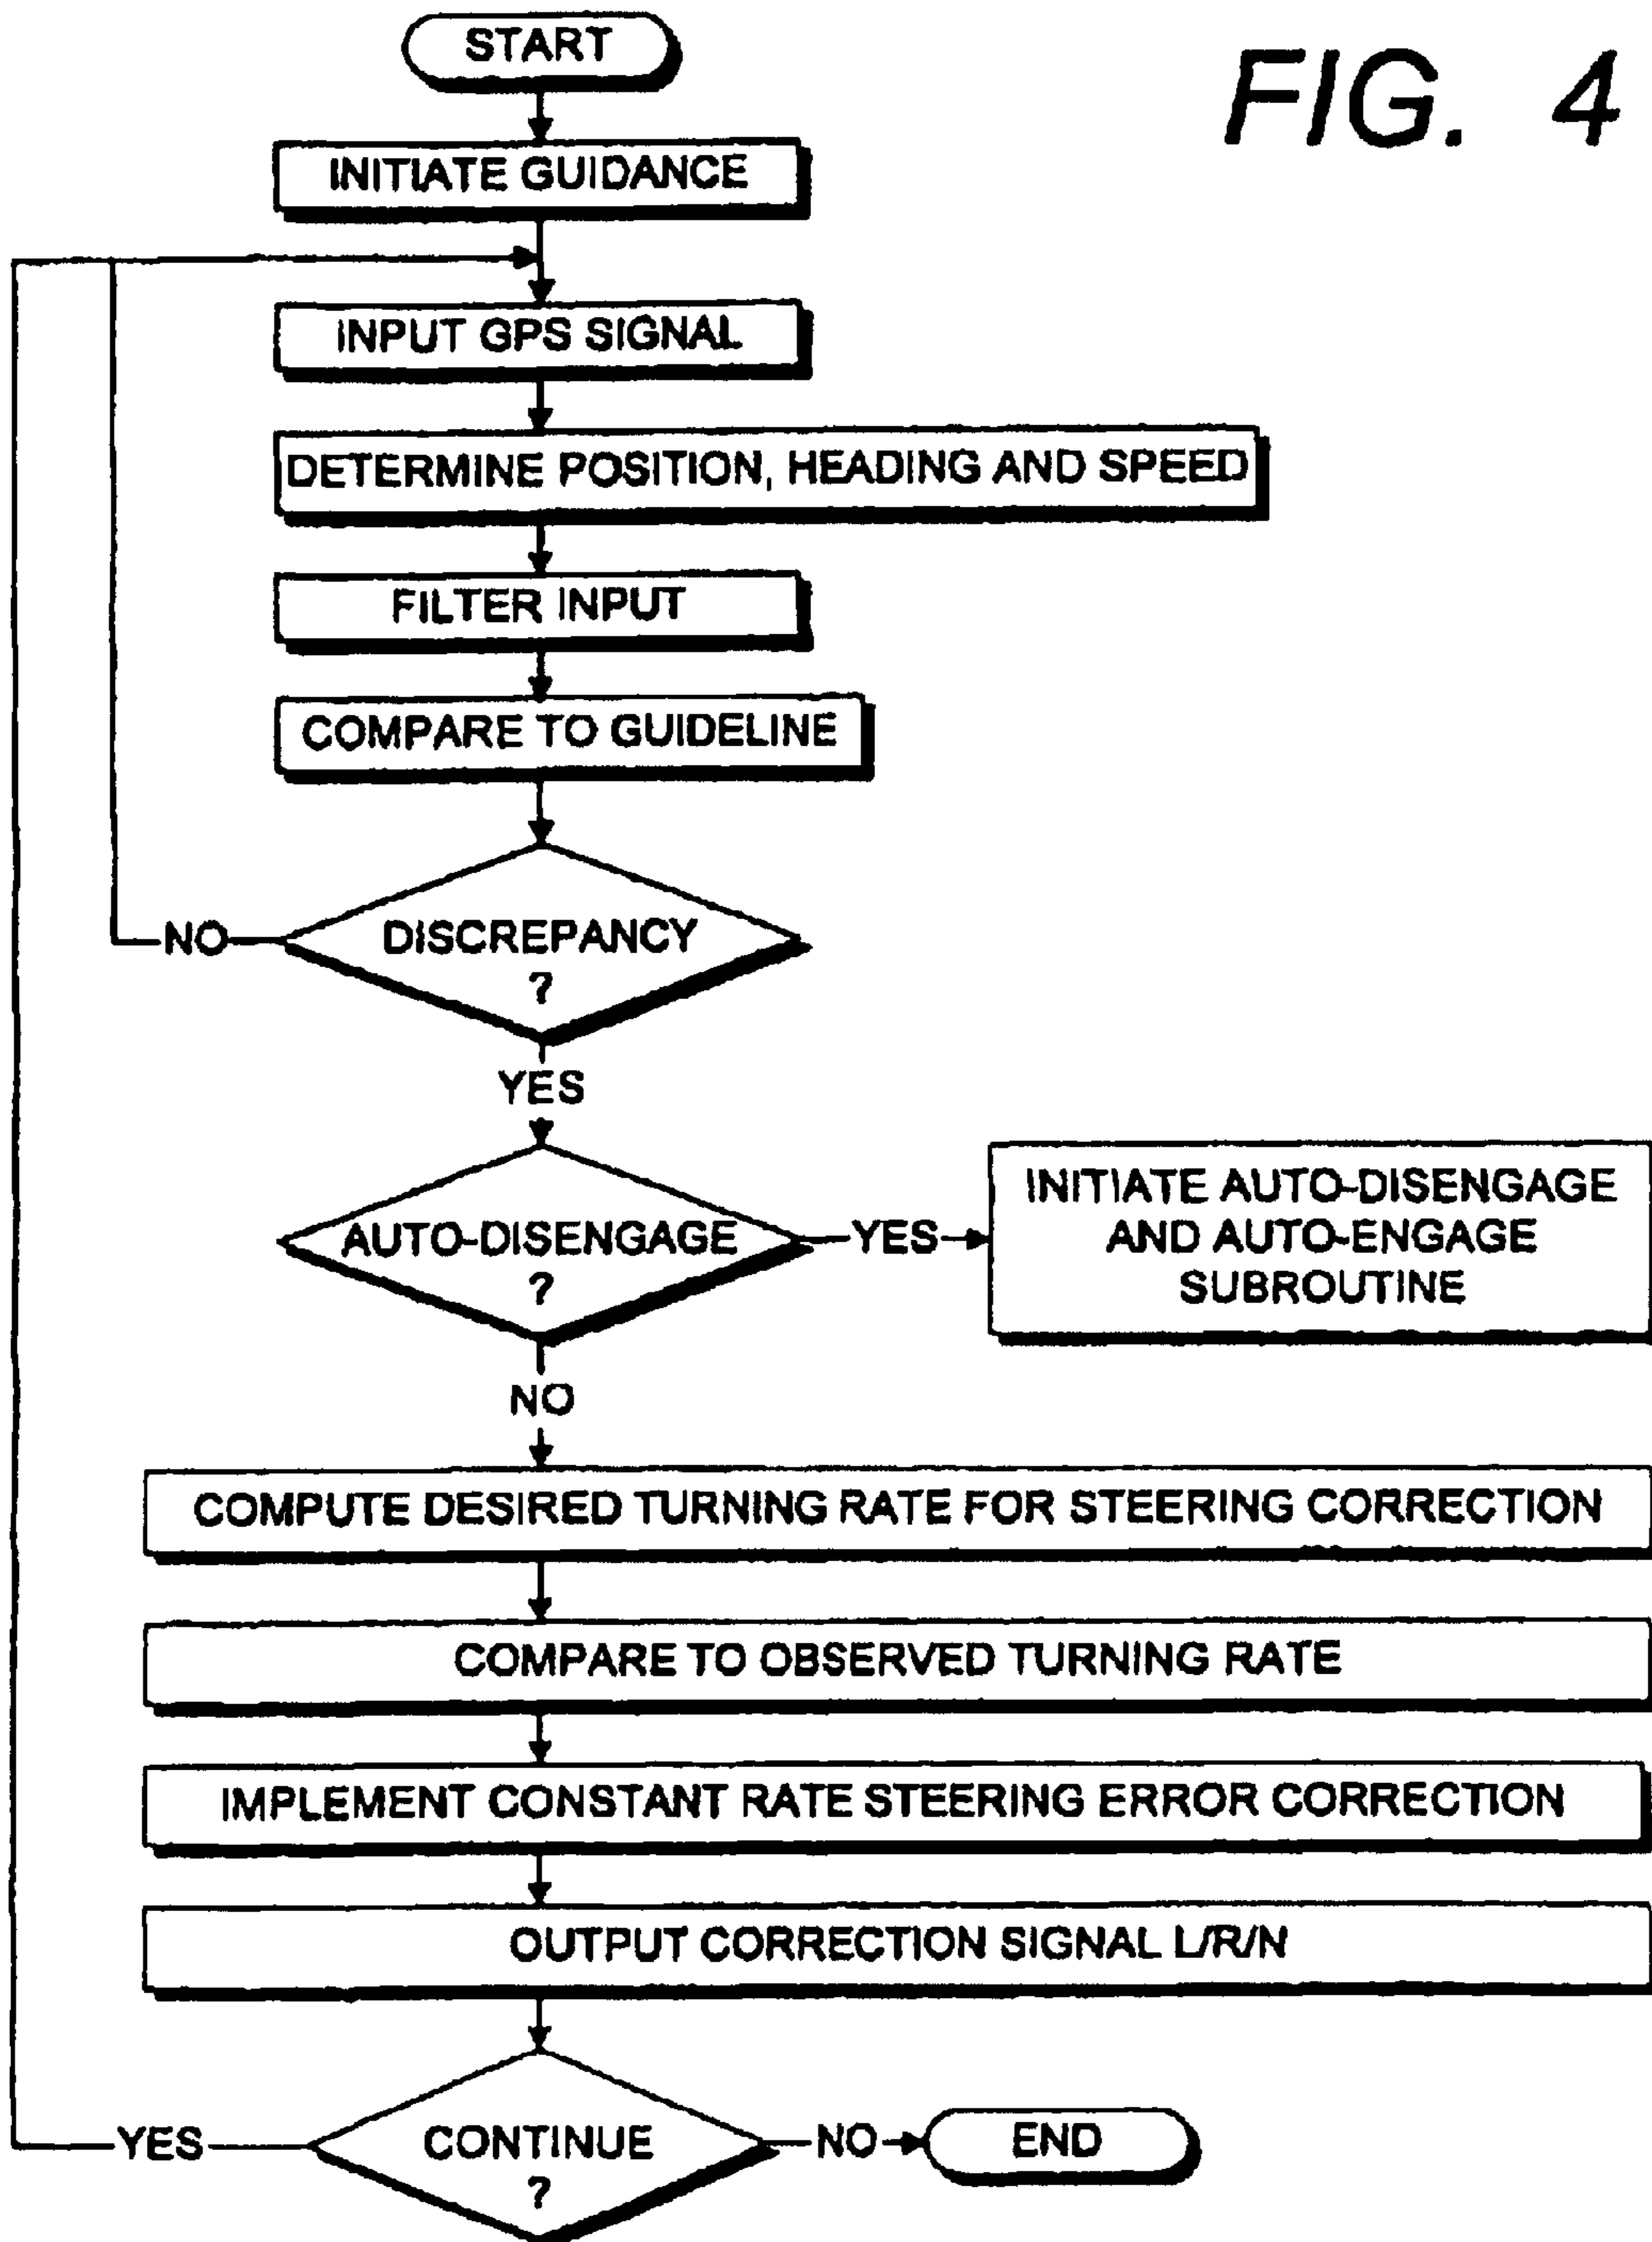 START
FIG. 4
INITIATE GUIDANCE
INPUT GPS SIGNAL
DETERMINE POSITION, HEADING AND SPEED
FILTER INPUT
COMPARE TO GUIDELINE
NO
DISCREPANCY
?
YES
AUTO-DISENGAGE
?
YES
INITIATE AUTO-DISENGAGE
AND AUTO-ENGAGE
SUBROUTINE
NO
COMPUTE DESIRED TURNING RATE FOR STEERING CORRECTION
COMPARE TO OBSERVED TURNING RATE
IMPLEMENT CONSTANT RATE STEERING ERROR CORRECTION
OUTPUT CORRECTION SIGNAL L/R/N
YES
CONTINUE
?
NO
END